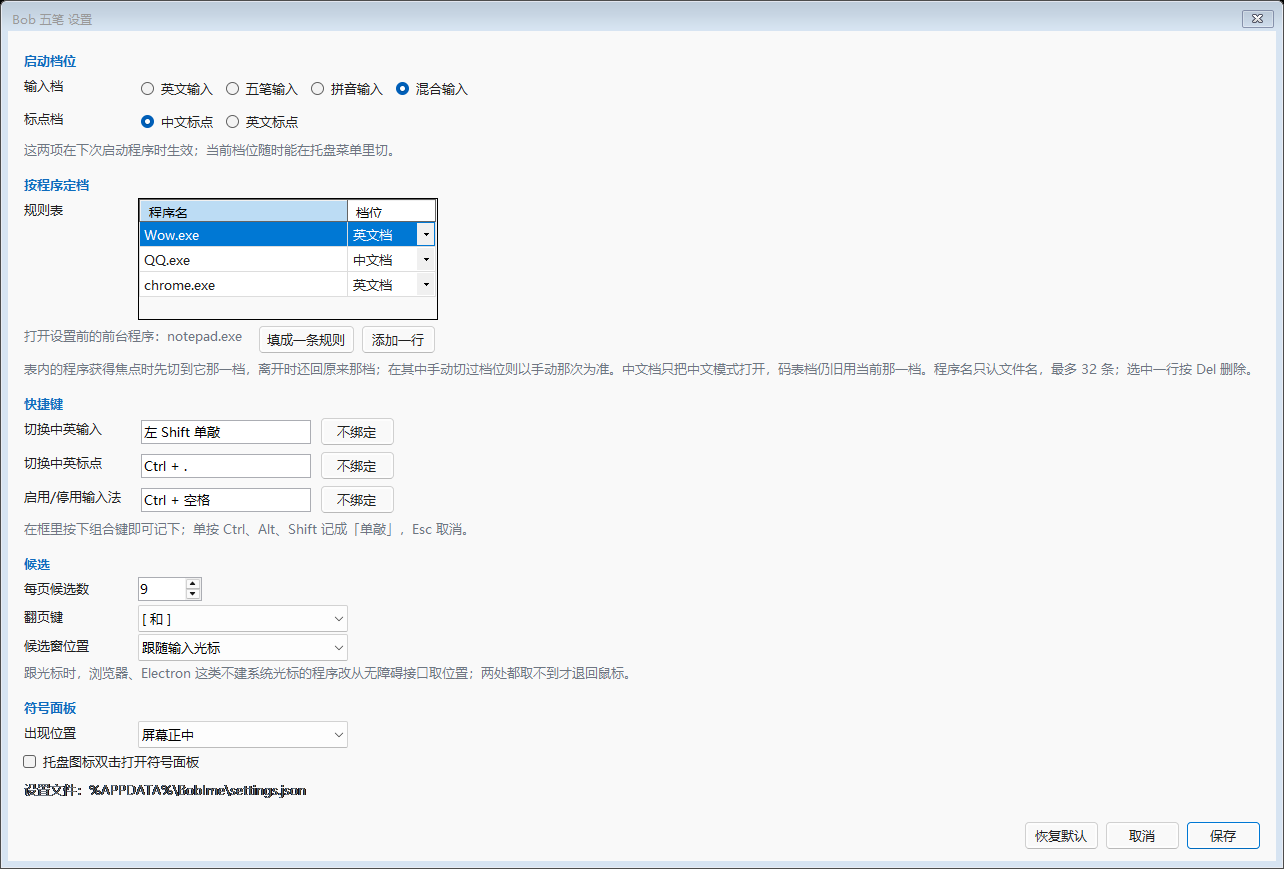 Bob 五笔 设置
启动档位
输入档 英文输入 五笔输入 拼音输入 混合输入
标点档 中文标点 英文标点
这两项在下次启动程序时生效；当前档位随时能在托盘菜单里切。
按程序定档
规则表 程序名 档位
Wow.exe 英文档
QQ.exe 中文档
chrome.exe 英文档
打开设置前的前台程序：notepad.exe 填成一条规则 添加一行
表内的程序获得焦点时先切到它那一档，离开时还回原来那档；在其中手动切过档位则以手动那次为准。中文档只把中文模式打开，码表档仍旧用当前那一档。程序名只认文件名，最多 32 条；选中一行按 Del 删除。
快捷键
切换中英输入 左 Shift 单敲 不绑定
切换中英标点 Ctrl + . 不绑定
启用/停用输入法 Ctrl + 空格 不绑定
在框里按下组合键即可记下；单按 Ctrl、Alt、Shift 记成「单敲」，Esc 取消。
候选
每页候选数 9
翻页键 [ 和 ]
候选窗位置 跟随输入光标
跟光标时，浏览器、Electron 这类不建系统光标的程序改从无障碍接口取位置；两处都取不到才退回鼠标。
符号面板
出现位置 屏幕正中
托盘图标双击打开符号面板
设置文件：%APPDATA%\BobIme\settings.json
恢复默认 取消 保存